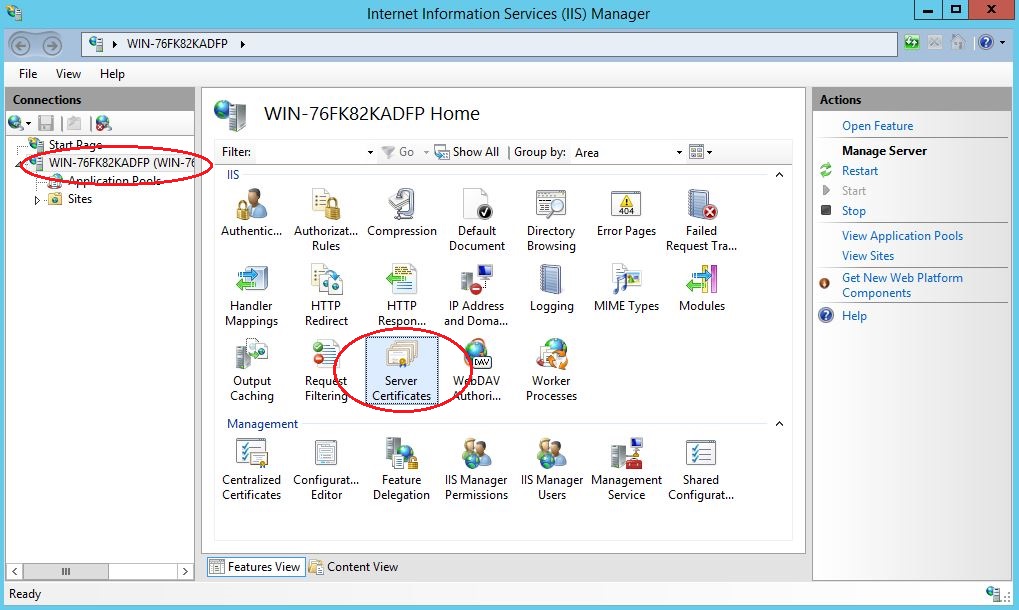 Internet Information Services (IIS) Manager
WIN-76FK82KADFP
File View Help
Connections
Start Page
WIN-76FK82KADFP (WIN-76
Application Pools
Sites
WIN-76FK82KADFP Home
Filter: Go Show All Group by: Area
IIS
Authentic... Authorizat... Compression Default Directory Error Pages Failed
Rules Document Browsing Request Tra...
Handler HTTP HTTP IP Address Logging MIME Types Modules
Mappings Redirect Respon... and Doma...
Output Request Server WebDAV Worker
Caching Filtering Certificates Authori... Processes
Management
Centralized Configurat... Feature IIS Manager IIS Manager Management Shared
Certificates Editor Delegation Permissions Users Service Configurat...
Features View Content View
Actions
Open Feature
Manage Server
Restart
Start
Stop
View Application Pools
View Sites
Get New Web Platform
Components
Help
Ready